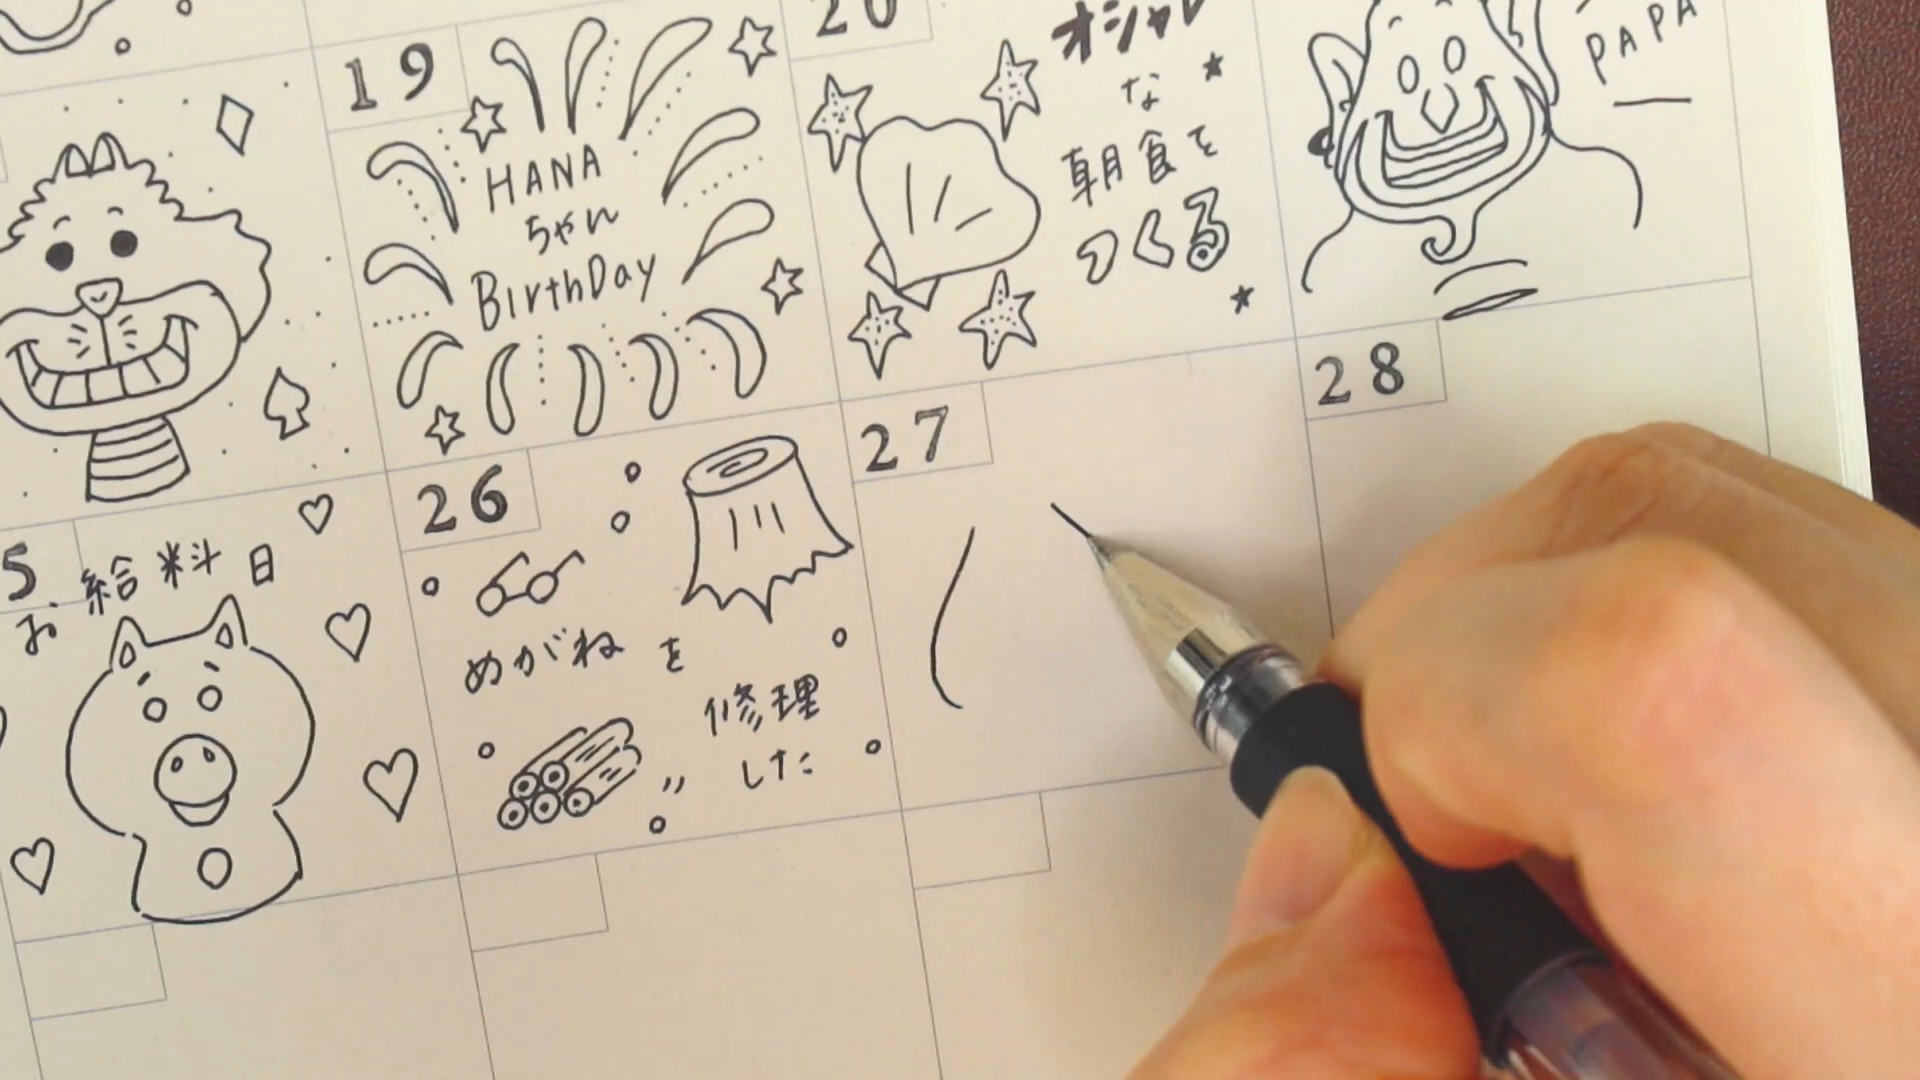 19
HANA
ちゃん
BirthDay
20
オシャレ
な
朝食を
つくる
PAPA
5
お給料日
26
めがねを
修理
した
27
28